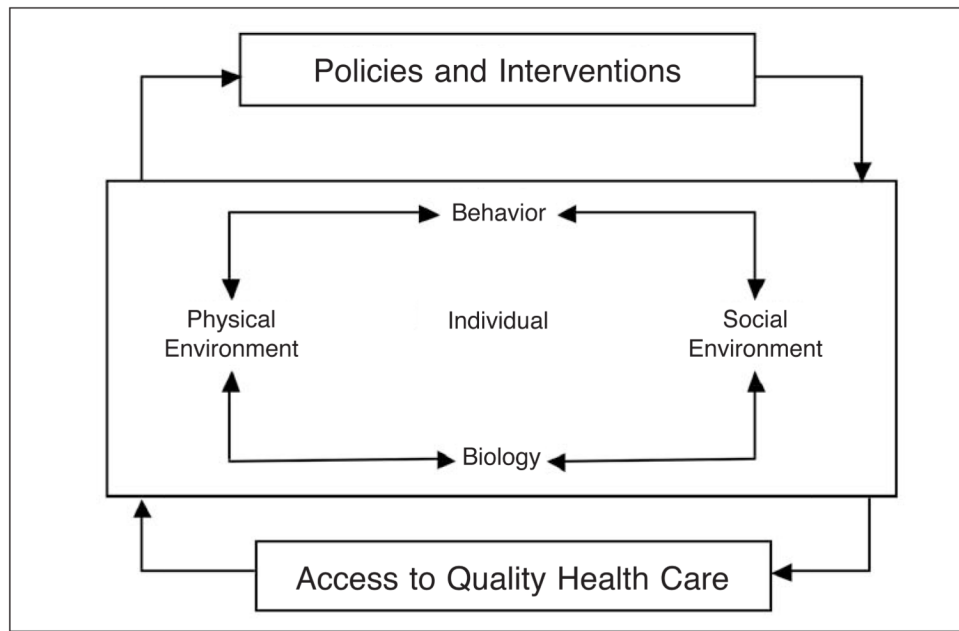 Policies and Interventions
Behavior
Physical
Environment
Individual
Social
Environment
Biology
Access to Quality Health Care